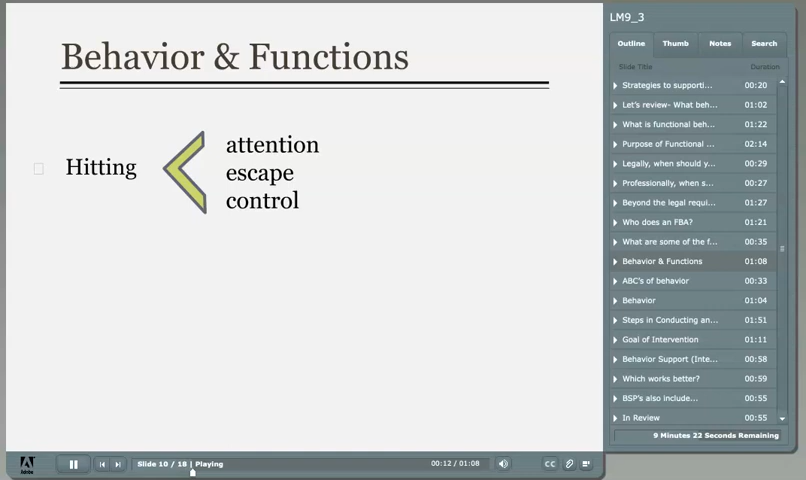 Behavior & Functions
Hitting
attention
escape
control
LM9_3
Outline Thumb Notes Search
Slide Title Duration
Strategies to supporti... 00:20
Let's review- What beh... 01:02
What is functional beh... 01:22
Purpose of Functional ... 02:14
Legally, when should y... 00:29
Professionally, when s... 00:27
Beyond the legal requi... 01:27
Who does an FBA? 01:21
What are some of the f... 00:35
Behavior & Functions 01:08
ABC's of behavior 00:33
Behavior 01:04
Steps in Conducting an... 01:51
Goal of Intervention 01:11
Behavior Support (Inte... 00:58
Which works better? 00:59
BSP's also include... 00:55
In Review 00:55
9 Minutes 22 Seconds Remaining
Adobe
Slide 10 / 18 | Playing
00:12 / 01:08
CC